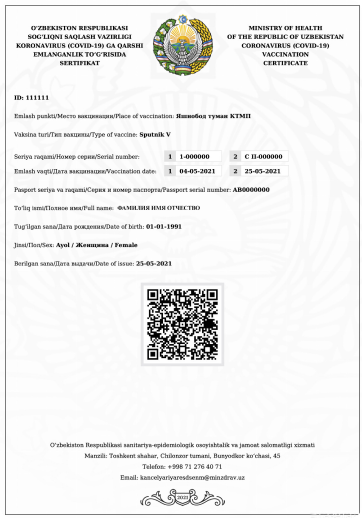 O'ZBEKISTON RESPUBLIKASI
SOG'LIQNI SAQLASH VAZIRLIGI
KORONAVIRUS (COVID-19) GA QARSHI
EMLANGANLIK TO'G'RISIDA
SERTIFIKAT
MINISTRY OF HEALTH
OF THE REPUBLIC OF UZBEKISTAN
CORONAVIRUS (COVID-19)
VACCINATION
CERTIFICATE
ID: 111111
Emlash punkti/Место вакцинации/Place of vaccination: Яшнобод туман КТМП
Vaksina turi/Тип вакцины/Type of vaccine: Sputnik V
Seriya raqami/Номер серии/Serial number: 1 1-000000 2 С II-000000
Emlash vaqti/Дата вакцинации/Vaccination date: 1 04-05-2021 2 25-05-2021
Pasport seriya va raqami/Серия и номер паспорта/Passport serial number: AB0000000
To'liq ismi/Полное имя/Full name: ФАМИЛИЯ ИМЯ ОТЧЕСТВО
Tug'ilgan sana/Дата рождения/Date of birth: 01-01-1991
Jinsi/Пол/Sex: Ayol / Женщина / Female
Berilgan sana/Дата выдачи/Date of issue: 25-05-2021
O'zbekiston Respublikasi sanitariya-epidemiologik osoyishtalik va jamoat salomatligi xizmati
Manzili: Toshkent shahar, Chilonzor tumani, Bunyodkor ko'chasi, 45
Telefon: +998 71 276 40 71
Email: kancelyariyaresdsenm@minzdrav.uz
2021